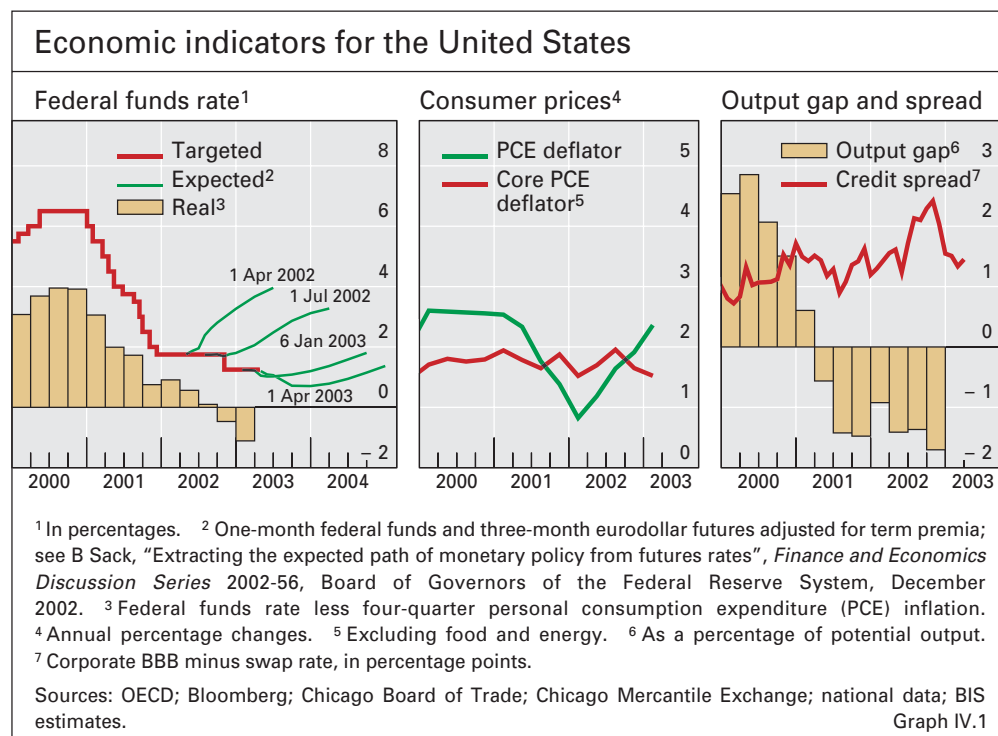 Economic indicators for the United States
Federal funds rate¹
Targeted
Expected²
Real³
8
6
4
2
0
– 2
1 Apr 2002
1 Jul 2002
6 Jan 2003
1 Apr 2003
2000 2001 2002 2003 2004
Consumer prices⁴
PCE deflator
Core PCE
deflator⁵
5
4
3
2
1
0
2000 2001 2002 2003
Output gap and spread
Output gap⁶
Credit spread⁷
3
2
1
0
– 1
– 2
2000 2001 2002 2003
¹ In percentages. ² One-month federal funds and three-month eurodollar futures adjusted for term premia;
see B Sack, “Extracting the expected path of monetary policy from futures rates”, Finance and Economics
Discussion Series 2002-56, Board of Governors of the Federal Reserve System, December
2002. ³ Federal funds rate less four-quarter personal consumption expenditure (PCE) inflation.
⁴ Annual percentage changes. ⁵ Excluding food and energy. ⁶ As a percentage of potential output.
⁷ Corporate BBB minus swap rate, in percentage points.
Sources: OECD; Bloomberg; Chicago Board of Trade; Chicago Mercantile Exchange; national data; BIS
estimates. Graph IV.1